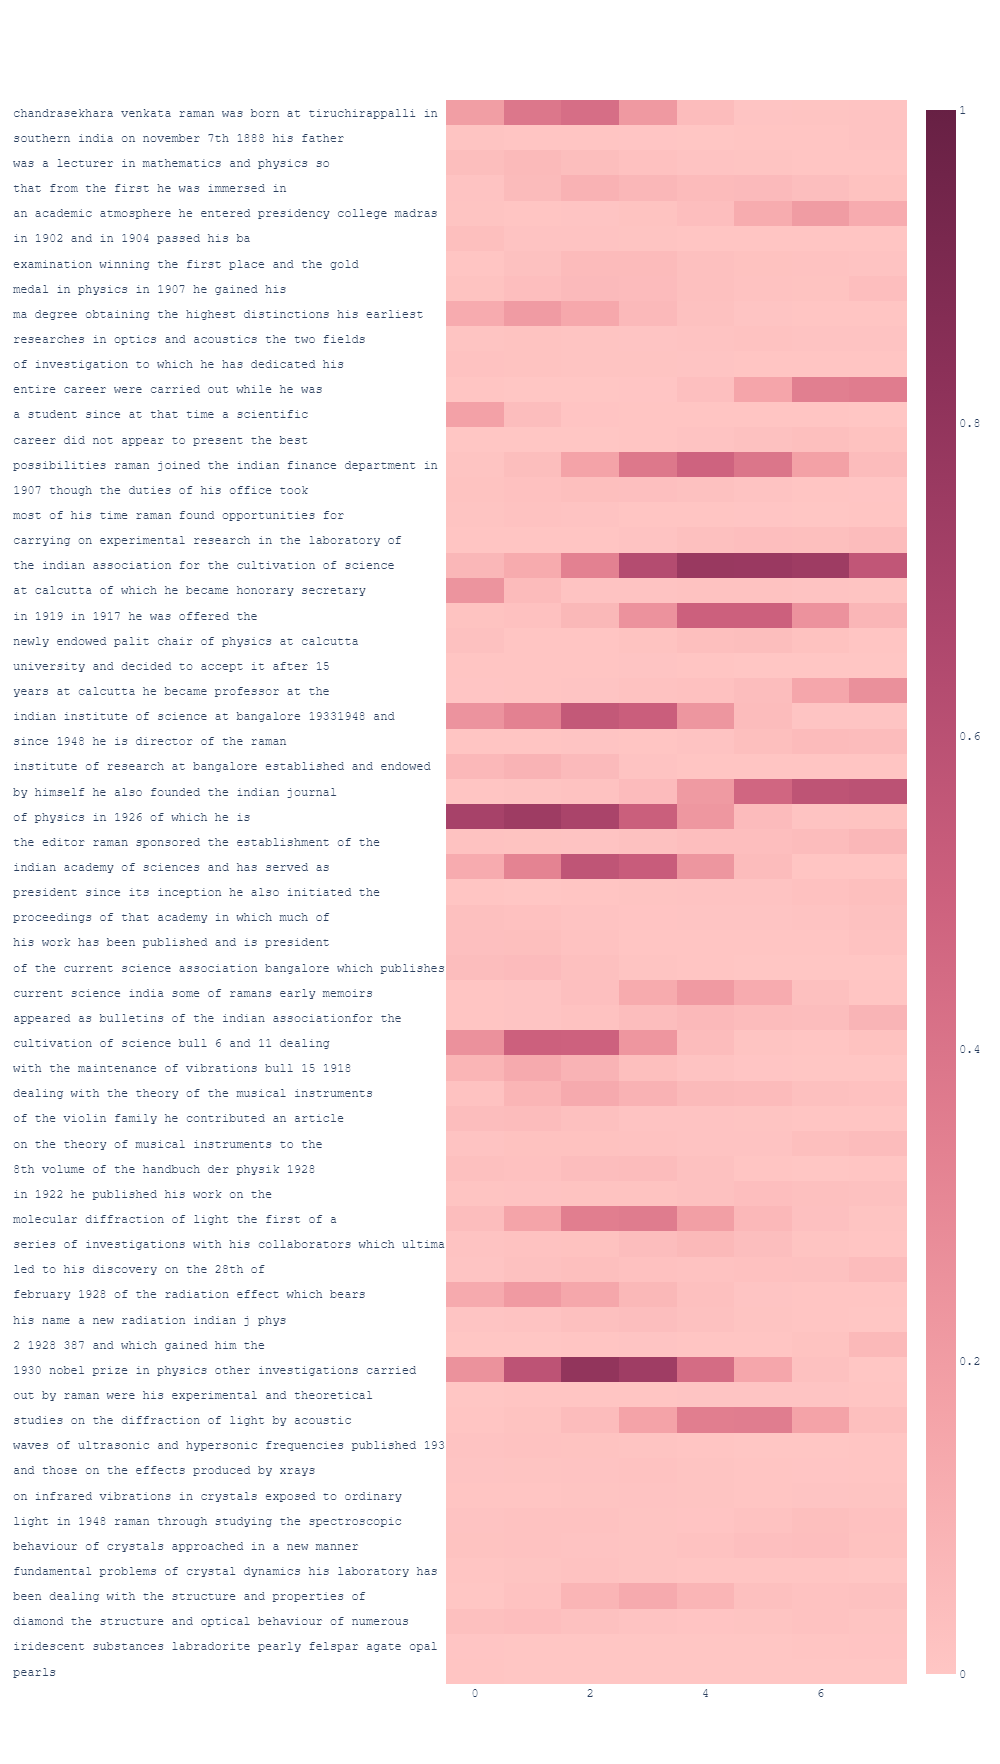 chandrasekhara venkata raman was born at tiruchirappalli in
southern india on november 7th 1888 his father
was a lecturer in mathematics and physics so
that from the first he was immersed in
an academic atmosphere he entered presidency college madras
in 1902 and in 1904 passed his ba
examination winning the first place and the gold
medal in physics in 1907 he gained his
ma degree obtaining the highest distinctions his earliest
researches in optics and acoustics the two fields
of investigation to which he has dedicated his
entire career were carried out while he was
a student since at that time a scientific
career did not appear to present the best
possibilities raman joined the indian finance department in
1907 though the duties of his office took
most of his time raman found opportunities for
carrying on experimental research in the laboratory of
the indian association for the cultivation of science
at calcutta of which he became honorary secretary
in 1919 in 1917 he was offered the
newly endowed palit chair of physics at calcutta
university and decided to accept it after 15
years at calcutta he became professor at the
indian institute of science at bangalore 19331948 and
since 1948 he is director of the raman
institute of research at bangalore established and endowed
by himself he also founded the indian journal
of physics in 1926 of which he is
the editor raman sponsored the establishment of the
indian academy of sciences and has served as
president since its inception he also initiated the
proceedings of that academy in which much of
his work has been published and is president
of the current science association bangalore which publishes
current science india some of ramans early memoirs
appeared as bulletins of the indian associationfor the
cultivation of science bull 6 and 11 dealing
with the maintenance of vibrations bull 15 1918
dealing with the theory of the musical instruments
of the violin family he contributed an article
on the theory of musical instruments to the
8th volume of the handbuch der physik 1928
in 1922 he published his work on the
molecular diffraction of light the first of a
series of investigations with his collaborators which ultima
led to his discovery on the 28th of
february 1928 of the radiation effect which bears
his name a new radiation indian j phys
2 1928 387 and which gained him the
1930 nobel prize in physics other investigations carried
out by raman were his experimental and theoretical
studies on the diffraction of light by acoustic
waves of ultrasonic and hypersonic frequencies published 193
and those on the effects produced by xrays
on infrared vibrations in crystals exposed to ordinary
light in 1948 raman through studying the spectroscopic
behaviour of crystals approached in a new manner
fundamental problems of crystal dynamics his laboratory has
been dealing with the structure and properties of
diamond the structure and optical behaviour of numerous
iridescent substances labradorite pearly felspar agate opal
pearls
0 2 4 6
1
0.8
0.6
0.4
0.2
0